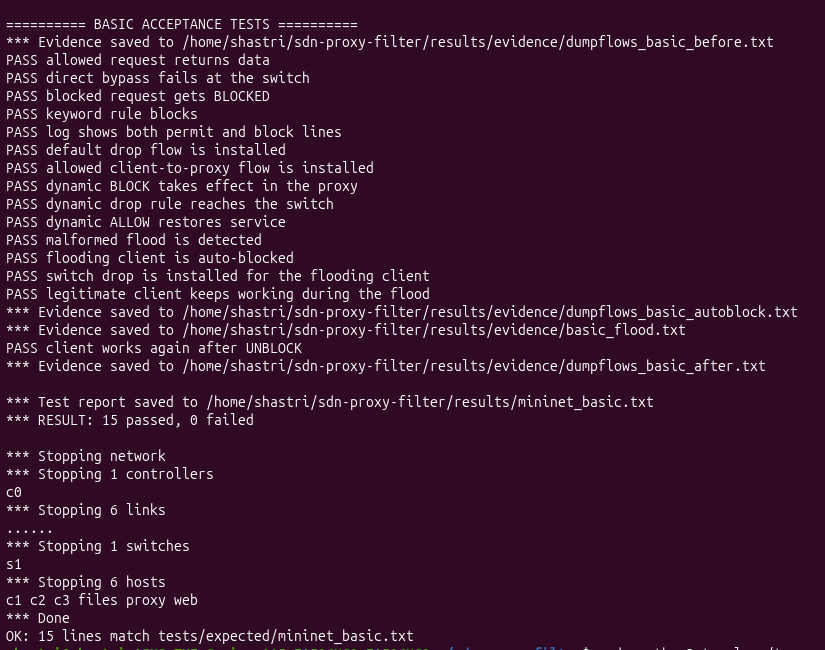 ========== BASIC ACCEPTANCE TESTS ==========
*** Evidence saved to /home/shastri/sdn-proxy-filter/results/evidence/dumpflows_basic_before.txt
PASS allowed request returns data
PASS direct bypass fails at the switch
PASS blocked request gets BLOCKED
PASS keyword rule blocks
PASS log shows both permit and block lines
PASS default drop flow is installed
PASS allowed client-to-proxy flow is installed
PASS dynamic BLOCK takes effect in the proxy
PASS dynamic drop rule reaches the switch
PASS dynamic ALLOW restores service
PASS malformed flood is detected
PASS flooding client is auto-blocked
PASS switch drop is installed for the flooding client
PASS legitimate client keeps working during the flood
*** Evidence saved to /home/shastri/sdn-proxy-filter/results/evidence/dumpflows_basic_autoblock.txt
*** Evidence saved to /home/shastri/sdn-proxy-filter/results/evidence/basic_flood.txt
PASS client works again after UNBLOCK
*** Evidence saved to /home/shastri/sdn-proxy-filter/results/evidence/dumpflows_basic_after.txt
*** Test report saved to /home/shastri/sdn-proxy-filter/results/mininet_basic.txt
*** RESULT: 15 passed, 0 failed
*** Stopping network
*** Stopping 1 controllers
c0
*** Stopping 6 links
......
*** Stopping 1 switches
s1
*** Stopping 6 hosts
c1 c2 c3 files proxy web
*** Done
OK: 15 lines match tests/expected/mininet_basic.txt